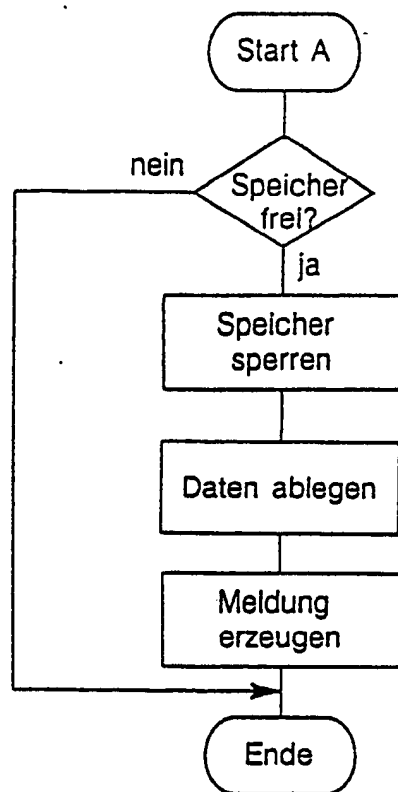 Start A
nein
Speicher
frei?
ja
Speicher
sperren
Daten ablegen
Meldung
erzeugen
Ende